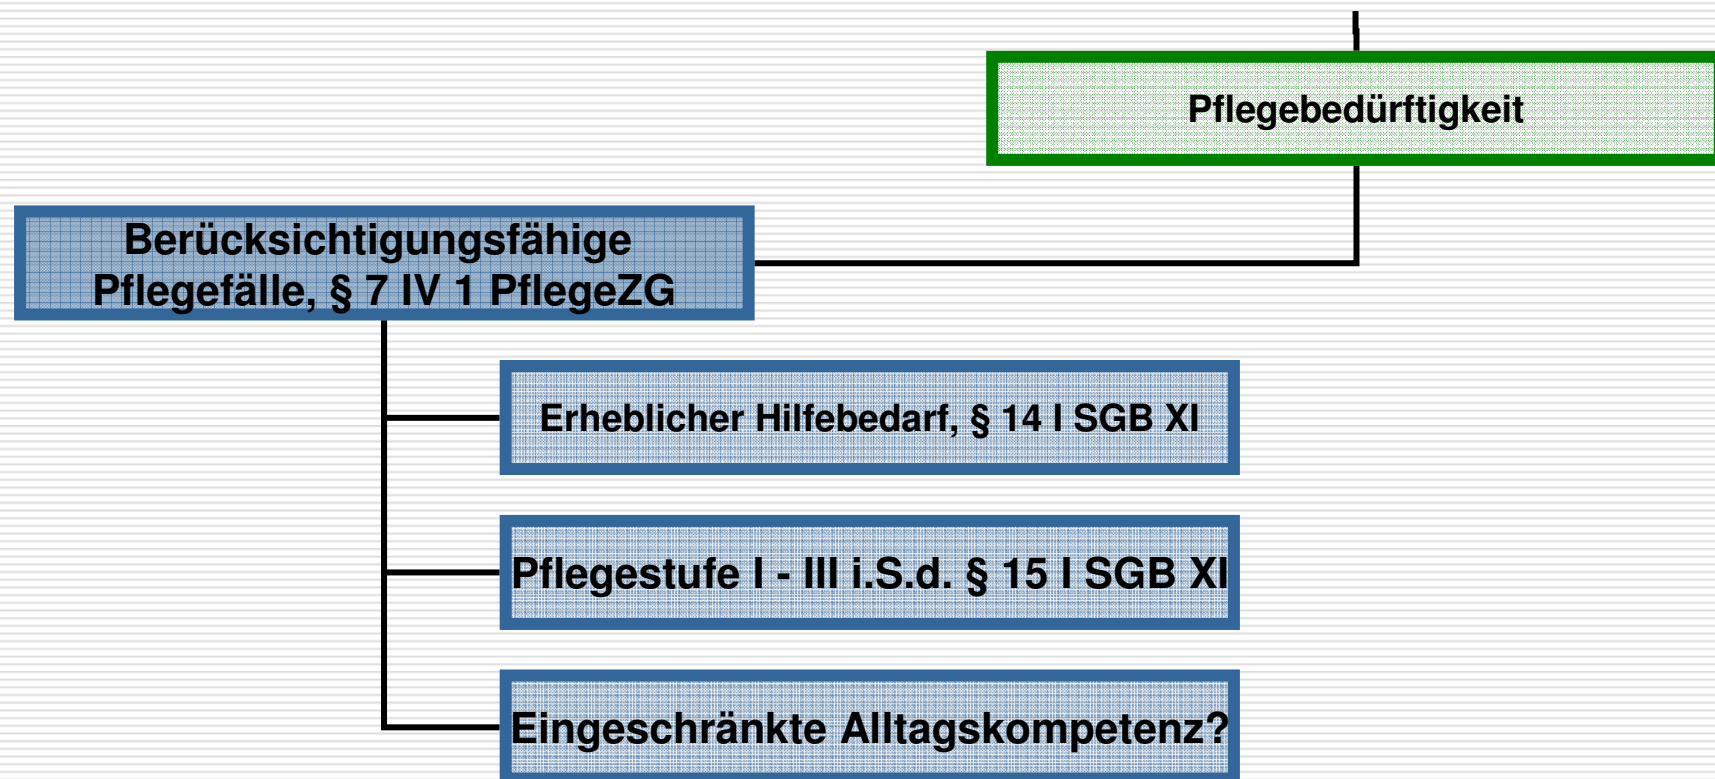 Pflegebedürftigkeit
Berücksichtigungsfähige
Pflegefälle, § 7 IV 1 PflegeZG
Erheblicher Hilfebedarf, § 14 I SGB XI
Pflegestufe I - III i.S.d. § 15 I SGB XI
Eingeschränkte Alltagskompetenz?